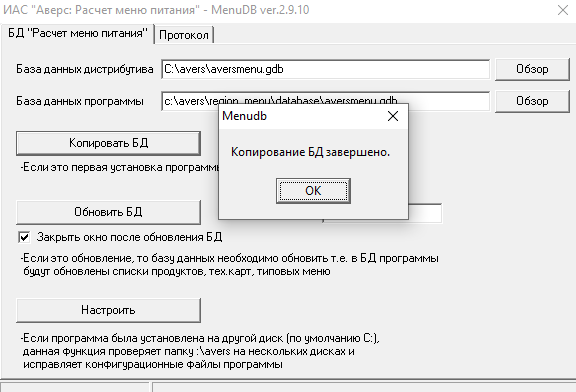 ИАС "Аверс: Расчет меню питания" - MenuDB ver.2.9.10
БД "Расчет меню питания" Протокол
База данных дистрибутива C:\avers\aversmenu.gdb Обзор
База данных программы c:\avers\region_menu\database\aversmenu.gdb Обзор
Menudb
Копировать БД
Копирование БД завершено.
-Если это первая установка программы
OK
Обновить БД
Закрыть окно после обновления БД
-Если это обновление, то базу данных необходимо обновить т.е. в БД программы
будут обновлены списки продуктов, тех.карт, типовых меню
Настроить
-Если программа была установлена на другой диск (по умолчанию C:),
данная функция проверяет папку :\avers на нескольких дисках и
исправляет конфигурационные файлы программы